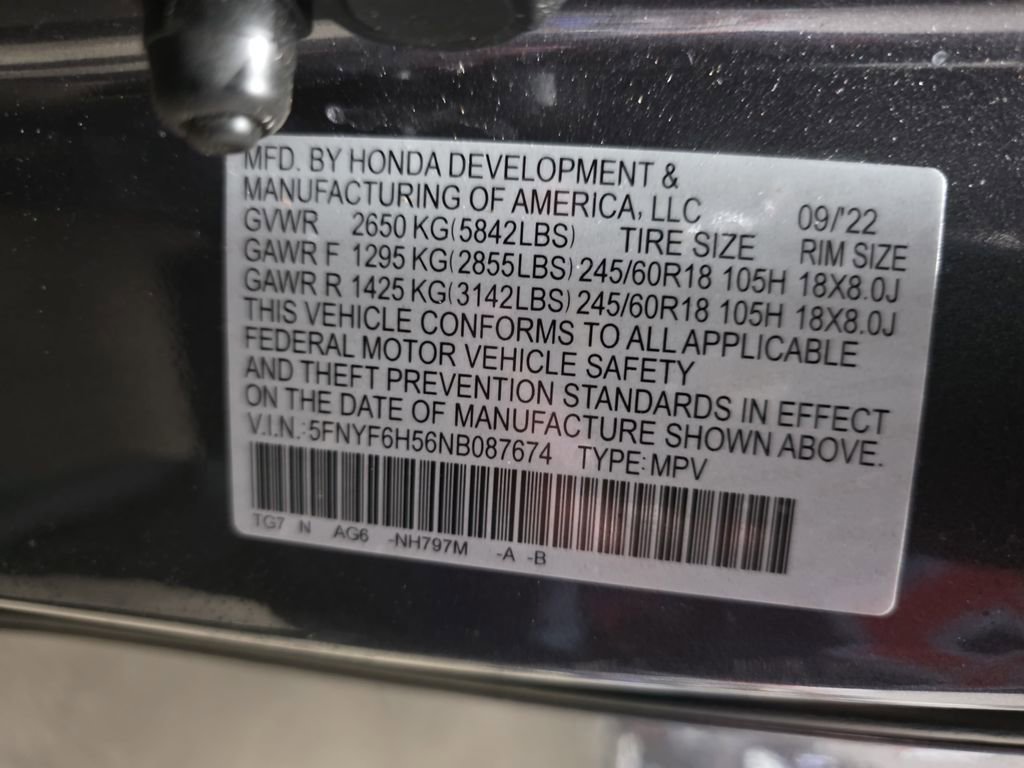 MFD. BY HONDA DEVELOPMENT &
MANUFACTURING OF AMERICA, LLC 09/'22
GVWR 2650 KG(5842LBS) TIRE SIZE RIM SIZE
GAWR F 1295 KG(2855LBS) 245/60R18 105H 18X8.0J
GAWR R 1425 KG(3142LBS) 245/60R18 105H 18X8.0J
THIS VEHICLE CONFORMS TO ALL APPLICABLE
FEDERAL MOTOR VEHICLE SAFETY
AND THEFT PREVENTION STANDARDS IN EFFECT
ON THE DATE OF MANUFACTURE SHOWN ABOVE.
V.I.N.:5FNYF6H56NB087674 TYPE:MPV
TG7 N AG6 -NH797M -A -B